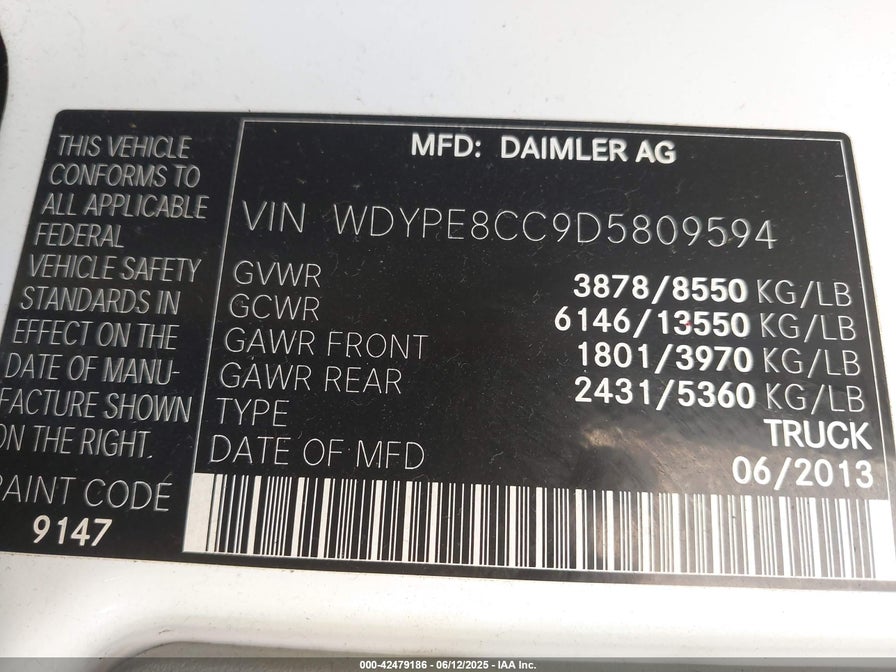 THIS VEHICLE
CONFORMS TO
ALL APPLICABLE
FEDERAL
VEHICLE SAFETY
STANDARDS IN
EFFECT ON THE
DATE OF MANU-
FACTURE SHOWN
ON THE RIGHT.
PAINT CODE
9147
MFD: DAIMLER AG
VIN WDYPE8CC9D5809594
GVWR 3878/8550 KG/LB
GCWR 6146/13550 KG/LB
GAWR FRONT 1801/3970 KG/LB
GAWR REAR 2431/5360 KG/LB
TYPE TRUCK
DATE OF MFD 06/2013
000-42479186 - 06/12/2025 - IAA Inc.